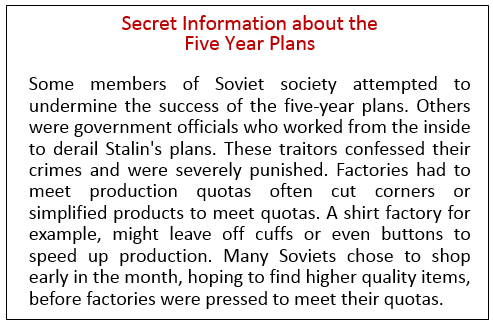 Secret Information about the
Five Year Plans
Some members of Soviet society attempted to
undermine the success of the five-year plans. Others
were government officials who worked from the inside
to derail Stalin's plans. These traitors confessed their
crimes and were severely punished. Factories had to
meet production quotas often cut corners or
simplified products to meet quotas. A shirt factory for
example, might leave off cuffs or even buttons to
speed up production. Many Soviets chose to shop
early in the month, hoping to find higher quality items,
before factories were pressed to meet their quotas.